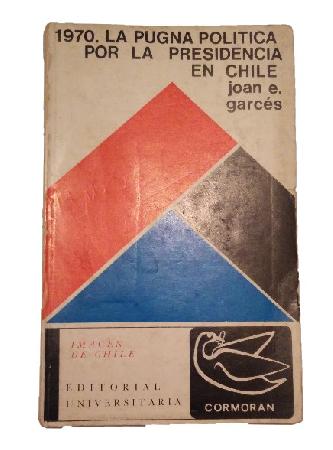 1970. LA PUGNA POLITICA
POR LA PRESIDENCIA
EN CHILE
joan e.
garcés
IMAGEN
DE CHILE
EDITORIAL
UNIVERSITARIA
CORMORAN